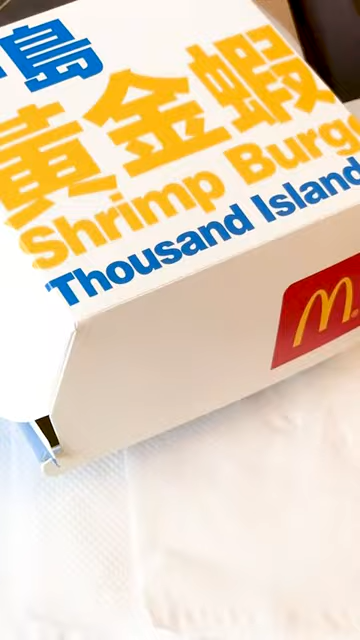 島
黃金蝦
Shrimp Burg
Thousand Island
M